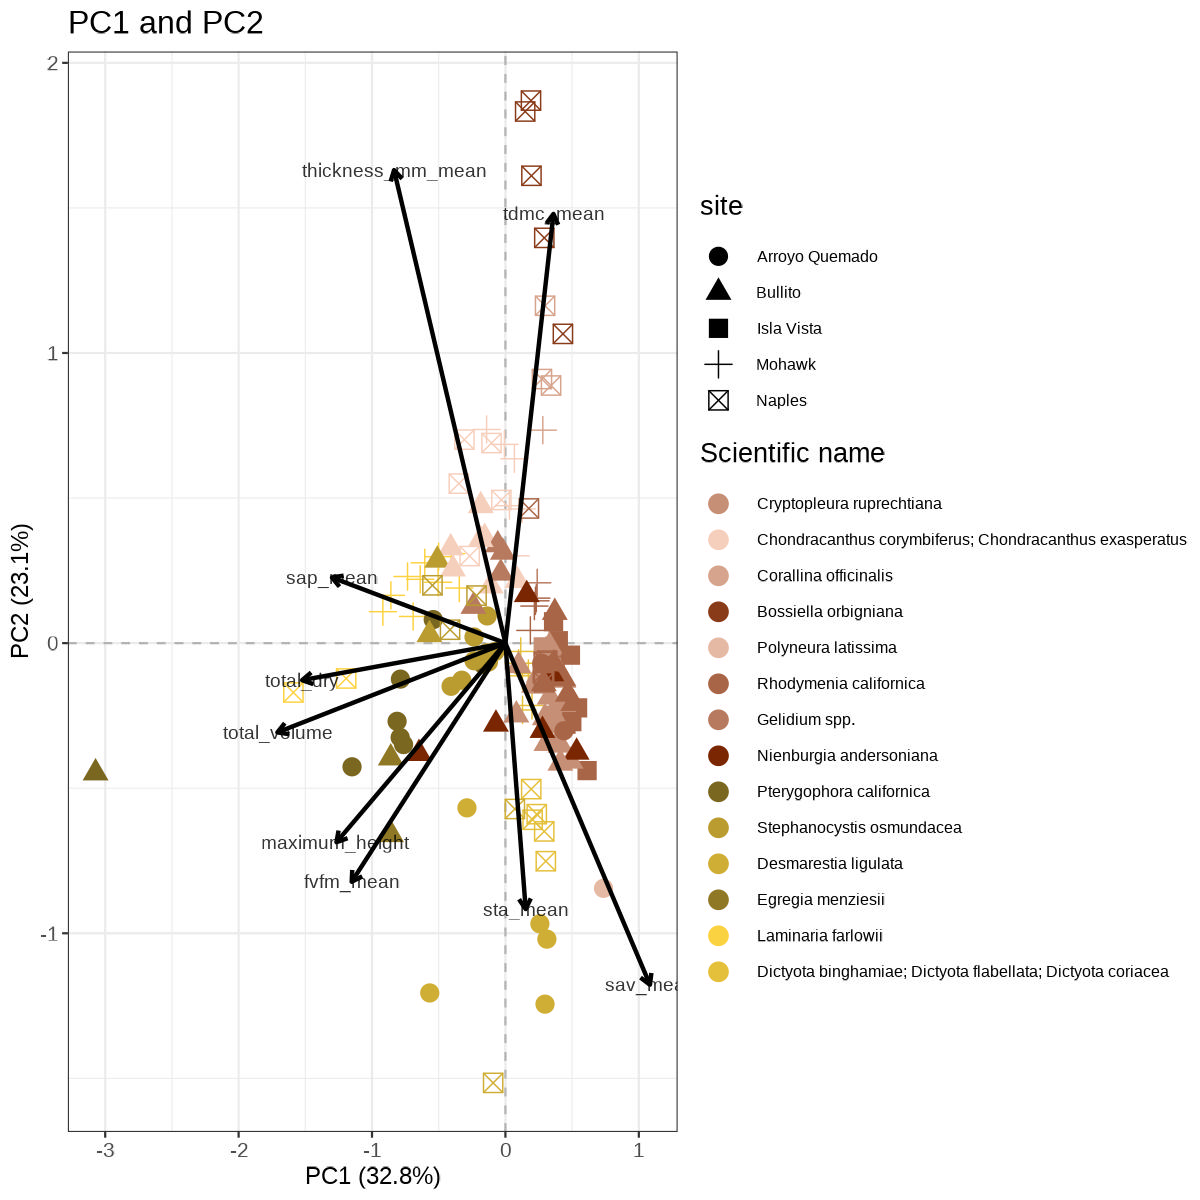 PC1 and PC2
2
1
0
-1
PC2 (23.1%)
thickness_mm_mean
tdmc_mean
sap_mean
total_dry
total_volume
maximum_height
fvfm_mean
sta_mean
sav_mea
-3
-2
-1
0
1
PC1 (32.8%)
site
Arroyo Quemado
Bullito
Isla Vista
Mohawk
Naples
Scientific name
Cryptopleura ruprechtiana
Chondracanthus corymbiferus; Chondracanthus exasperatus
Corallina officinalis
Bossiella orbigniana
Polyneura latissima
Rhodymenia californica
Gelidium spp.
Nienburgia andersoniana
Pterygophora californica
Stephanocystis osmundacea
Desmarestia ligulata
Egregia menziesii
Laminaria farlowii
Dictyota binghamiae; Dictyota flabellata; Dictyota coriacea